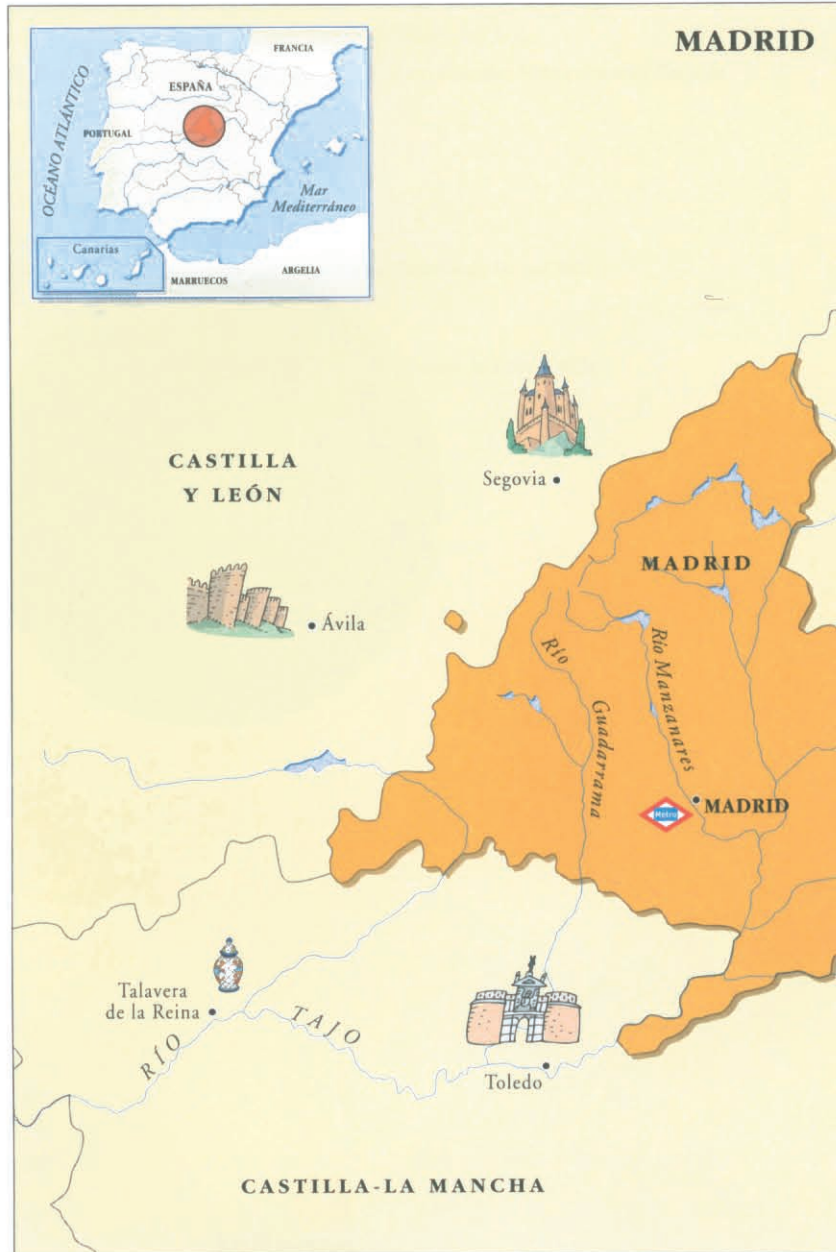 MADRID
FRANCIA
ESPAÑA
PORTUGAL
OCÉANO ATLÁNTICO
Mar
Mediterráneo
Canarias
MARRUECOS
ARGELIA
CASTILLA
Y LEÓN
Segovia
MADRID
Ávila
Río Guadarrama
Río Manzanares
MADRID
Metro
Talavera
de la Reina
RÍO TAJO
Toledo
CASTILLA-LA MANCHA